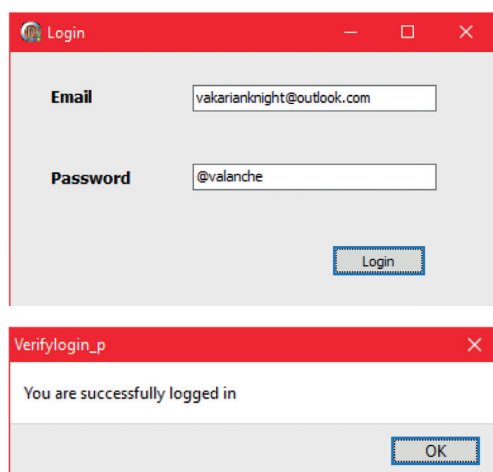 Login
Email vakarianknight@outlook.com
Password @valanche
Login
Verifylogin_p
You are successfully logged in
OK